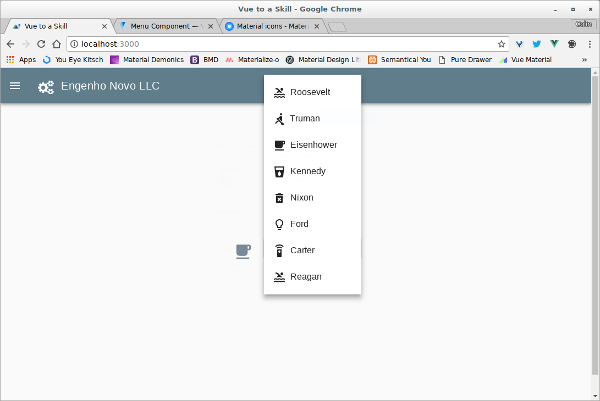 Vue to a Skill - Google Chrome
Vue to a Skill
Menu Component — V
Material icons - Mater
Colin
localhost:3000
Apps
You Eye Kitsch
Material Demonics
BMD
Materialize-o
Material Design Lit
Semantical You
Pure Drawer
Vue Material
»
Engenho Novo LLC
Roosevelt
Truman
Eisenhower
Kennedy
Nixon
Ford
Carter
Reagan